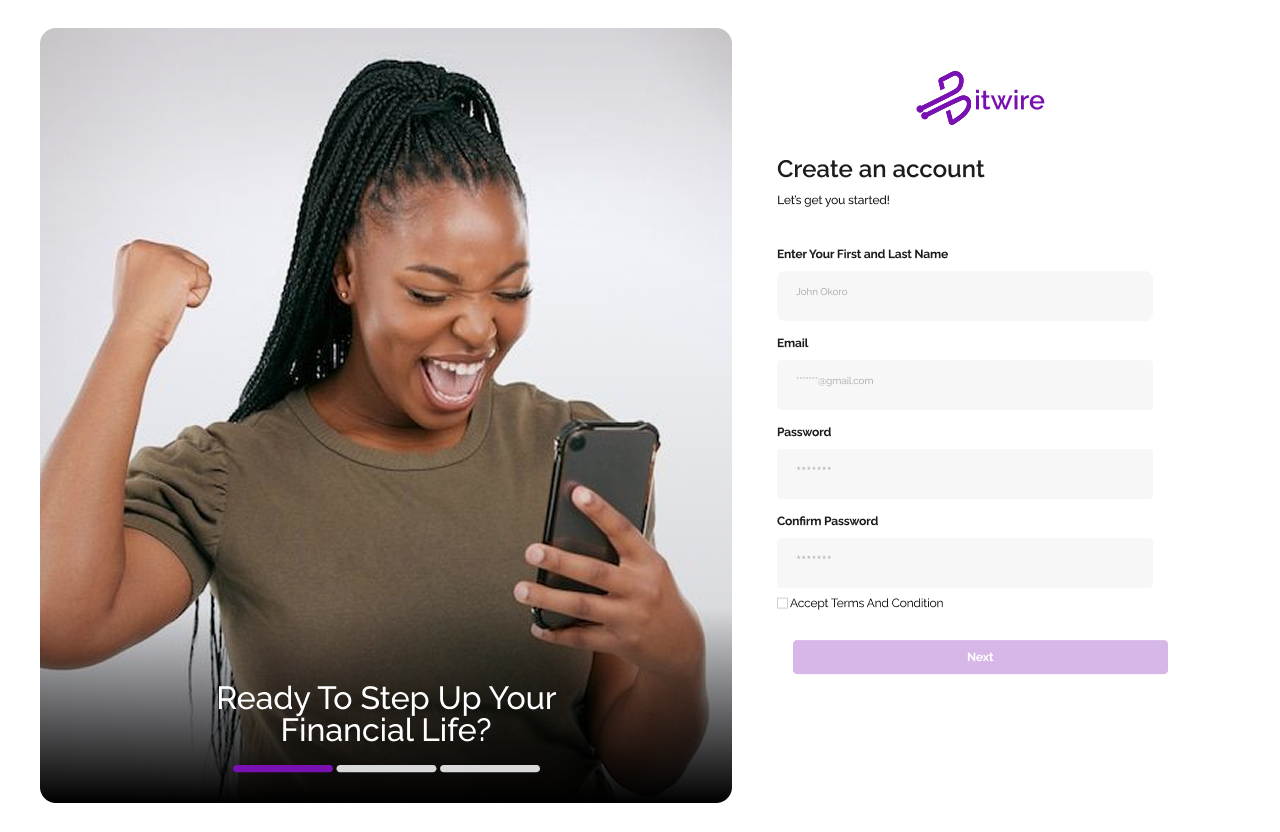 Ready To Step Up Your
Financial Life?
Bitwire
Create an account
Let's get you started!
Enter Your First and Last Name
John Okoro
Email
*******@gmail.com
Password
*******
Confirm Password
*******
Accept Terms And Condition
Next